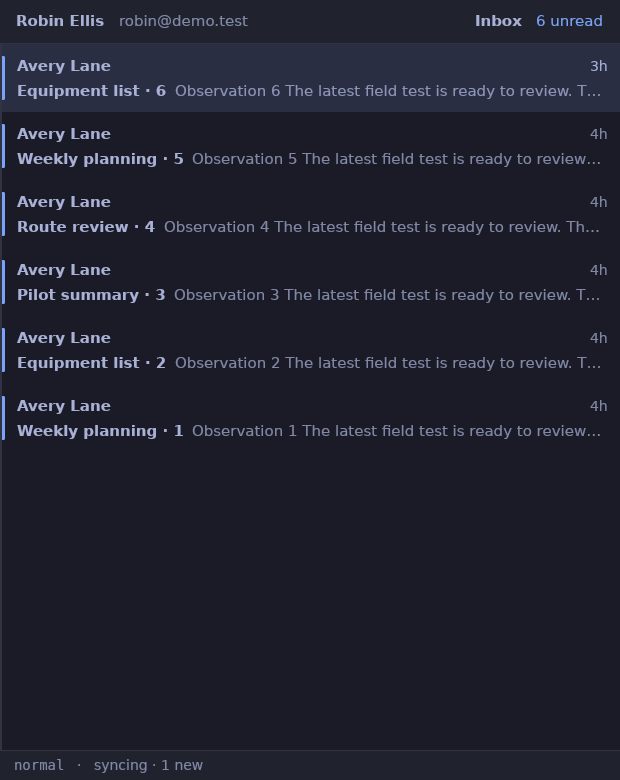 Robin Ellis robin@demo.test Inbox 6 unread
Avery Lane 3h
Equipment list · 6 Observation 6 The latest field test is ready to review. T…
Avery Lane 4h
Weekly planning · 5 Observation 5 The latest field test is ready to review…
Avery Lane 4h
Route review · 4 Observation 4 The latest field test is ready to review. Th…
Avery Lane 4h
Pilot summary · 3 Observation 3 The latest field test is ready to review. T…
Avery Lane 4h
Equipment list · 2 Observation 2 The latest field test is ready to review. T…
Avery Lane 4h
Weekly planning · 1 Observation 1 The latest field test is ready to review…
normal · syncing · 1 new